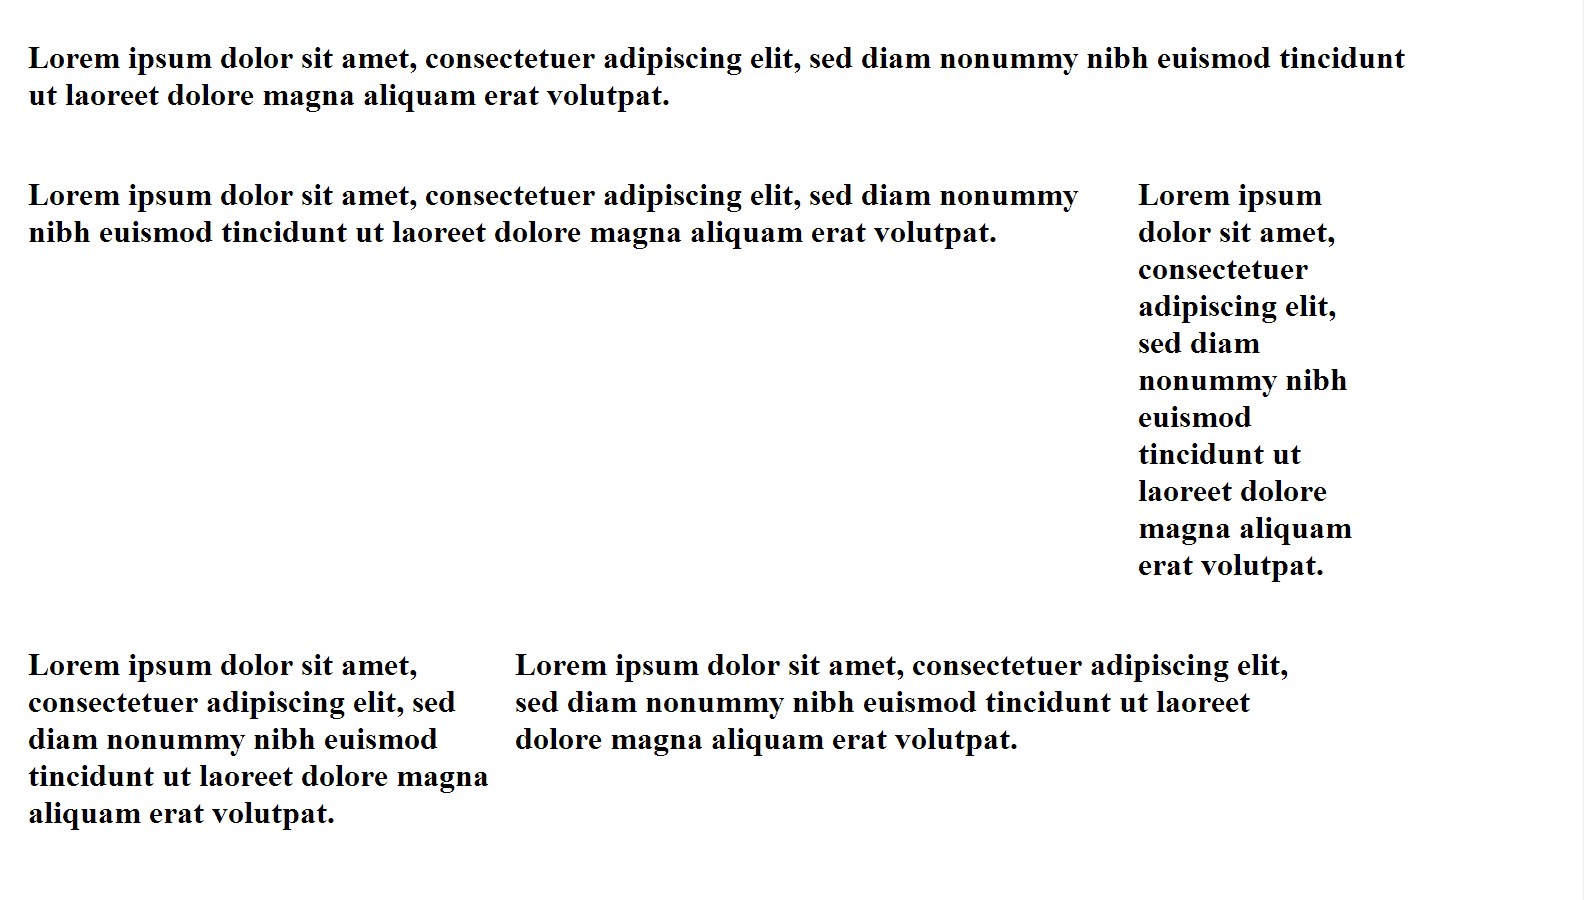 Lorem ipsum dolor sit amet, consectetuer adipiscing elit, sed diam nonummy nibh euismod tincidunt
ut laoreet dolore magna aliquam erat volutpat.
Lorem ipsum dolor sit amet, consectetuer adipiscing elit, sed diam nonummy
nibh euismod tincidunt ut laoreet dolore magna aliquam erat volutpat.
Lorem ipsum
dolor sit amet,
consectetuer
adipiscing elit,
sed diam
nonummy nibh
euismod
tincidunt ut
laoreet dolore
magna aliquam
erat volutpat.
Lorem ipsum dolor sit amet,
consectetuer adipiscing elit, sed
diam nonummy nibh euismod
tincidunt ut laoreet dolore magna
aliquam erat volutpat.
Lorem ipsum dolor sit amet, consectetuer adipiscing elit,
sed diam nonummy nibh euismod tincidunt ut laoreet
dolore magna aliquam erat volutpat.